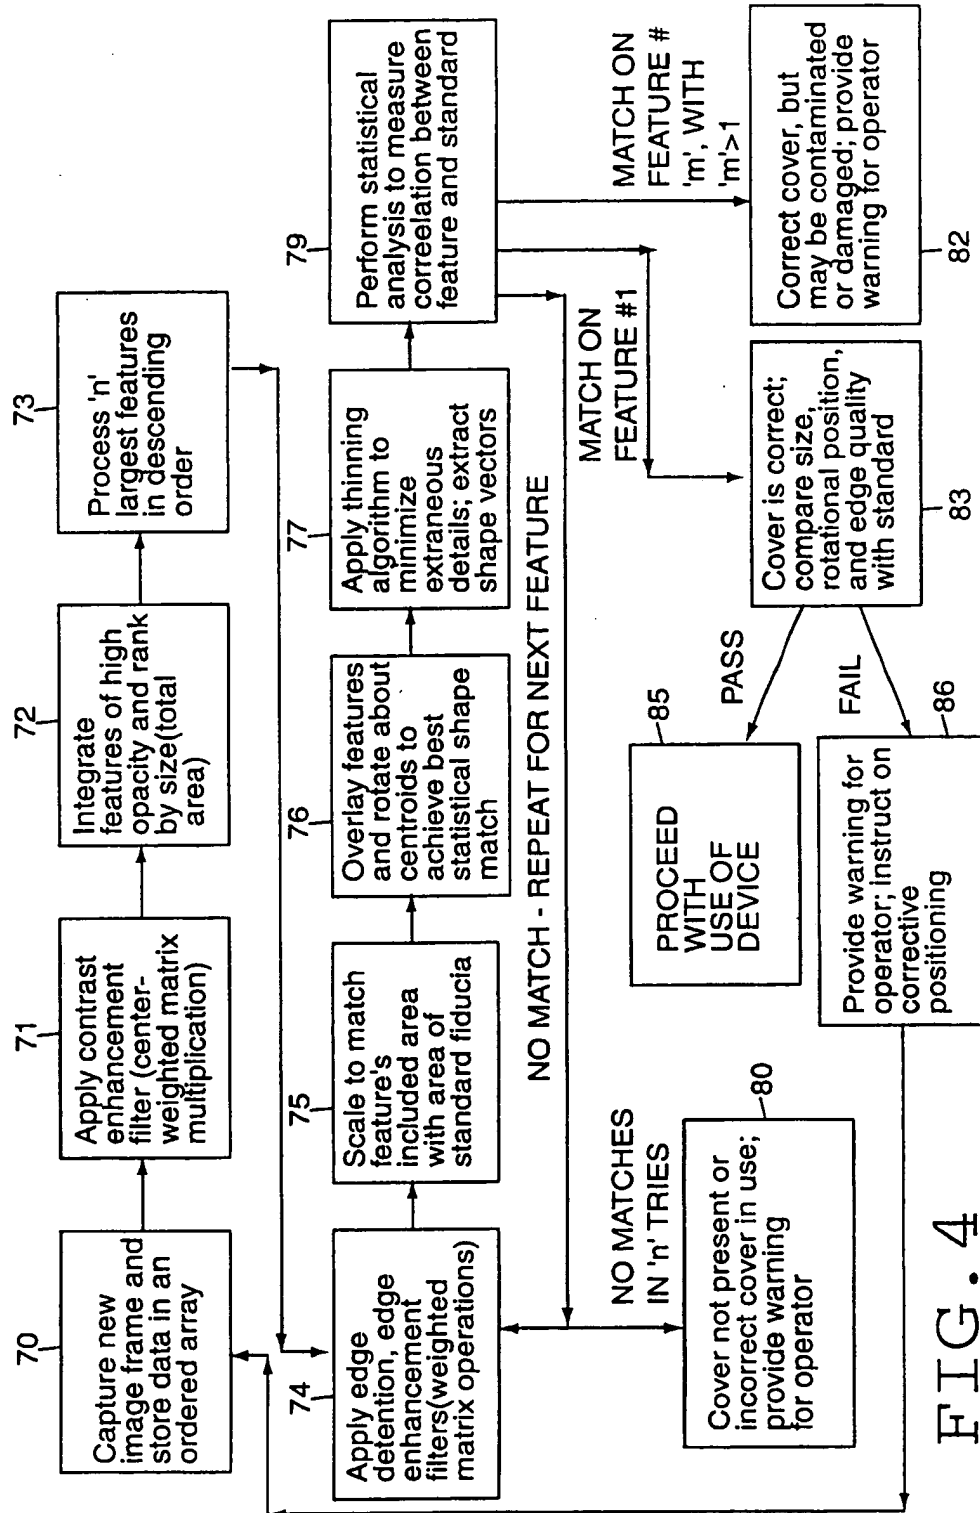 70
Capture new
image frame and
store data in an
ordered array
71
Apply contrast
enhancement
filter (center-
weighted matrix
multiplication)
72
Integrate
features of high
opacity and rank
by size(total
area)
73
Process 'n'
largest features
in descending
order
74
Apply edge
detention, edge
enhancement
filters(weighted
matrix operations)
75
Scale to match
feature's
included area
with area of
standard fiducia
76
Overlay features
and rotate about
centroids to
achieve best
statistical shape
match
77
Apply thinning
algorithm to
minimize
extraneous
details; extract
shape vectors
79
Perform statistical
analysis to measure
correelation between
feature and standard
NO MATCH - REPEAT FOR NEXT FEATURE
NO MATCHES
IN 'n' TRIES
MATCH ON
FEATURE #1
MATCH ON
FEATURE #
'm', WITH
'm'>1
80
Cover not present or
incorrect cover in use;
provide warning
for operator
85
PROCEED
WITH
USE OF
DEVICE
PASS
FAIL
83
Cover is correct;
compare size,
rotational position,
and edge quality
with standard
82
Correct cover, but
may be contaminated
or damaged; provide
warning for operator
86
Provide warning for
operator; instruct on
corrective
positioning
FIG. 4